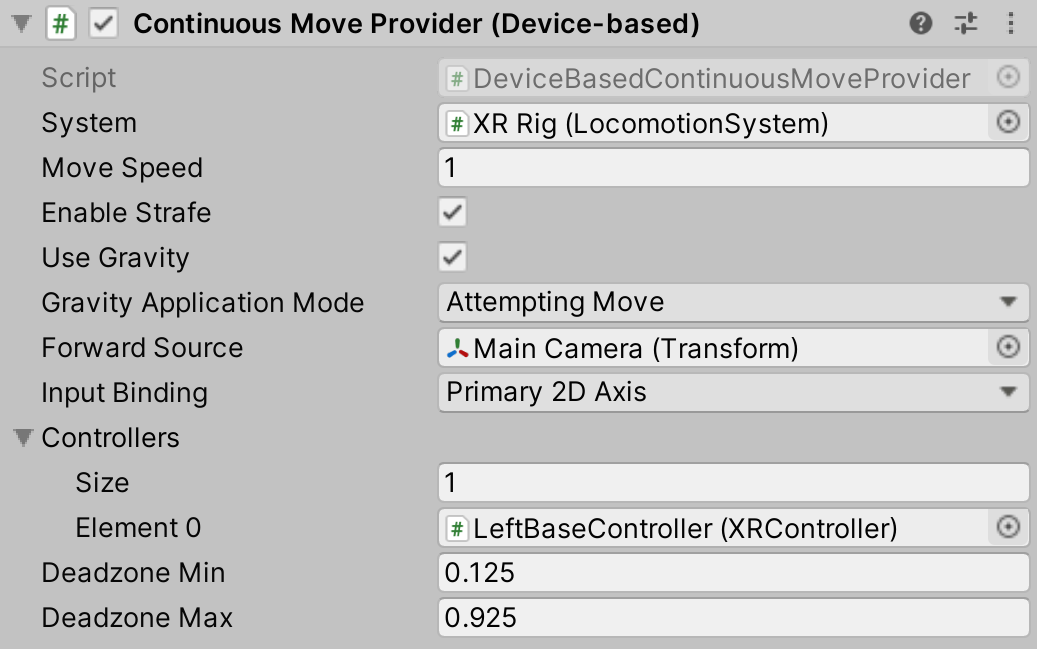 Continuous Move Provider (Device-based)
Script DeviceBasedContinuousMoveProvider
System XR Rig (LocomotionSystem)
Move Speed 1
Enable Strafe
Use Gravity
Gravity Application Mode Attempting Move
Forward Source Main Camera (Transform)
Input Binding Primary 2D Axis
Controllers
Size 1
Element 0 LeftBaseController (XRController)
Deadzone Min 0.125
Deadzone Max 0.925